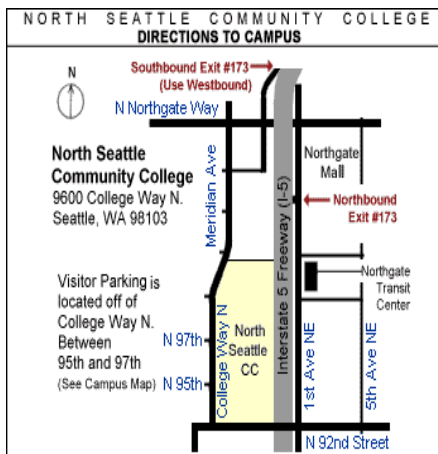 NORTH SEATTLE COMMUNITY COLLEGE
DIRECTIONS TO CAMPUS
Southbound Exit #173
(Use Westbound)
N
N Northgate Way
North Seattle
Community College
9600 College Way N.
Seattle, WA 98103
Meridian Ave
Interstate 5 Freeway (I-5)
Northgate
Mall
Northbound
Exit #173
Northgate
Transit
Center
Visitor Parking is
located off of
College Way N.
Between
95th and 97th
(See Campus Map)
N 97th
N 95th
College Way N
North
Seattle
CC
1st Ave NE
5th Ave NE
N 92nd Street